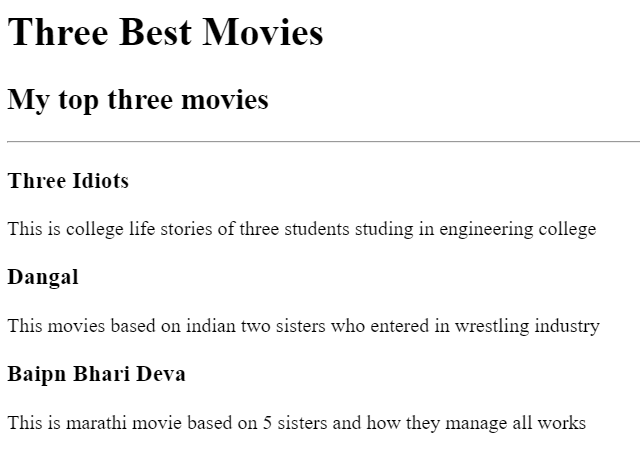 Three Best Movies
My top three movies
Three Idiots
This is college life stories of three students studing in engineering college
Dangal
This movies based on indian two sisters who entered in wrestling industry
Baipn Bhari Deva
This is marathi movie based on 5 sisters and how they manage all works